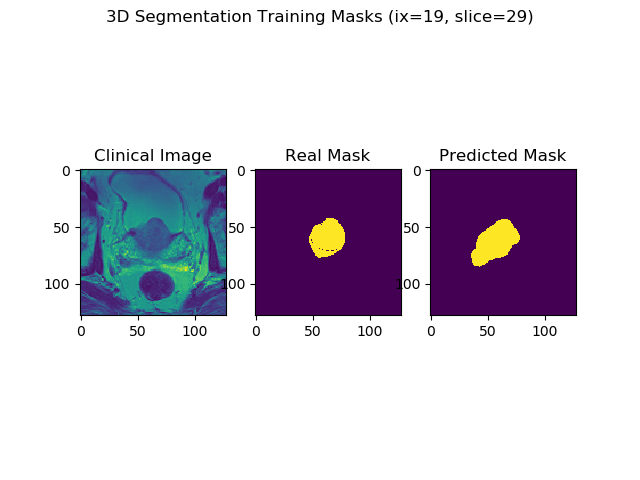 3D Segmentation Training Masks (ix=19, slice=29)
Clinical Image Real Mask Predicted Mask
0 0 0
50 50 50
100 100 100
0 50 100 0 50 100 0 50 100